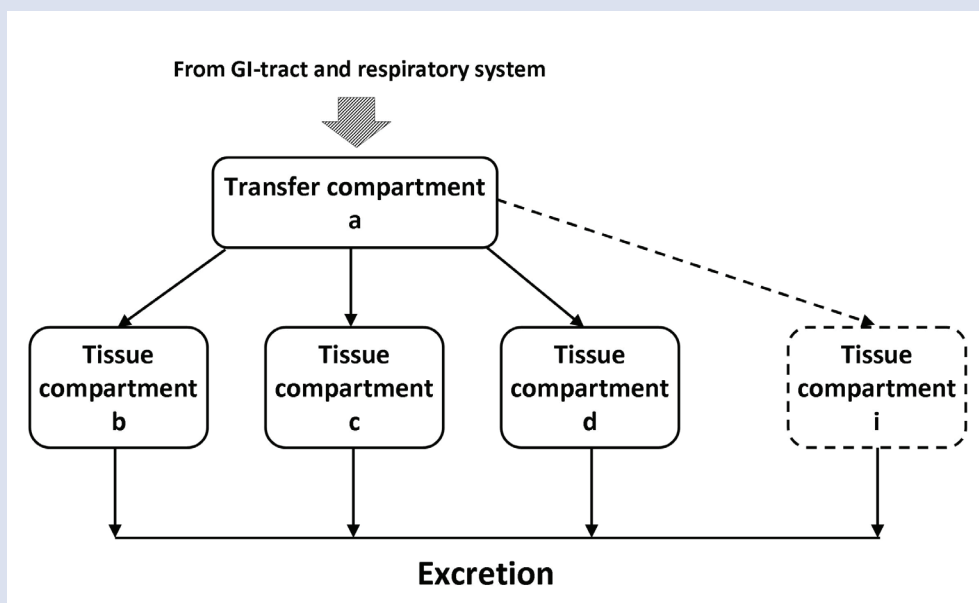 From GI-tract and respiratory system
Transfer compartment
a
Tissue
compartment
b
Tissue
compartment
c
Tissue
compartment
d
Tissue
compartment
i
Excretion